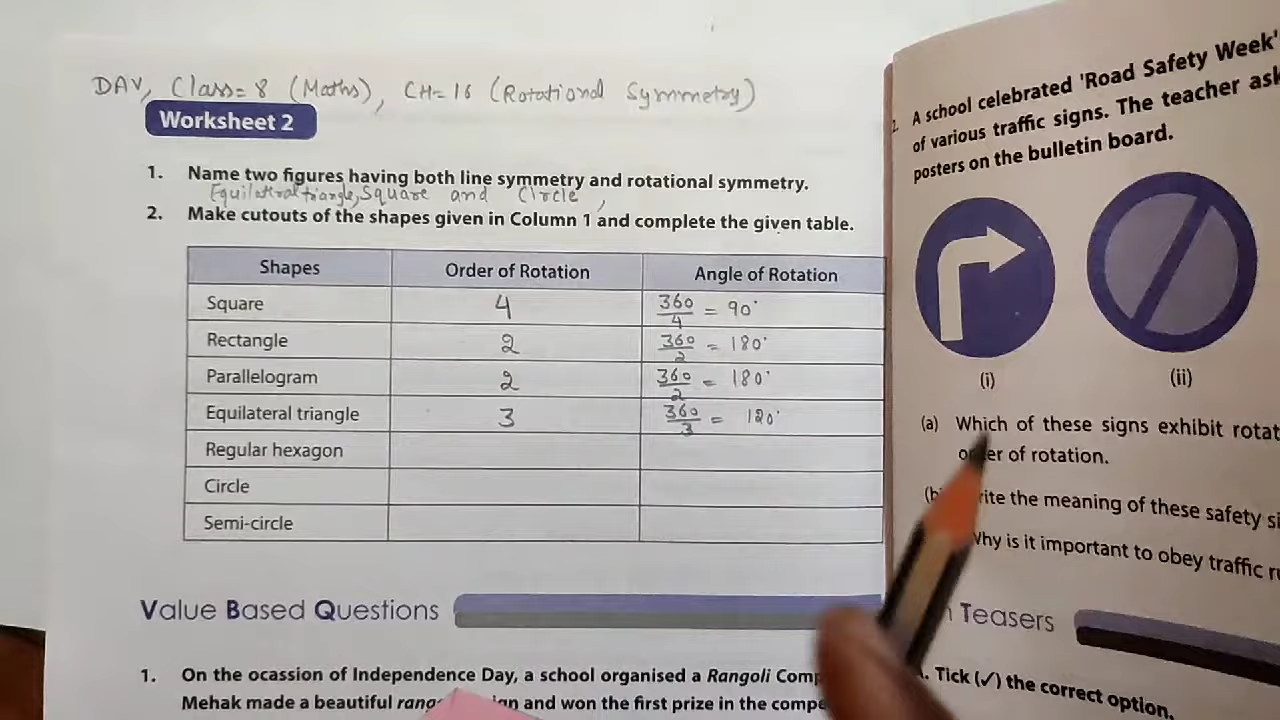 DAV, Class=8 (Maths), CH=16 (Rotational Symmetry)
Worksheet 2
1. Name two figures having both line symmetry and rotational symmetry.
Equilateral triangle, Square and Circle,
2. Make cutouts of the shapes given in Column 1 and complete the given table.
Shapes Order of Rotation Angle of Rotation
Square 4 360/4 = 90°
Rectangle 2 360/2 = 180°
Parallelogram 2 360/2 = 180°
Equilateral triangle 3 360/3 = 120°
Regular hexagon
Circle
Semi-circle
Value Based Questions
1. On the ocassion of Independence Day, a school organised a Rangoli Comp
Mehak made a beautiful and won the first prize in the compe
2. A school celebrated 'Road Safety Week'
of various traffic signs. The teacher ask
posters on the bulletin board.
(i) (ii)
(a) Which of these signs exhibit rotat
of rotation.
the meaning of these safety si
Why is it important to obey traffic ru
Teasers
Tick (✓) the correct option.